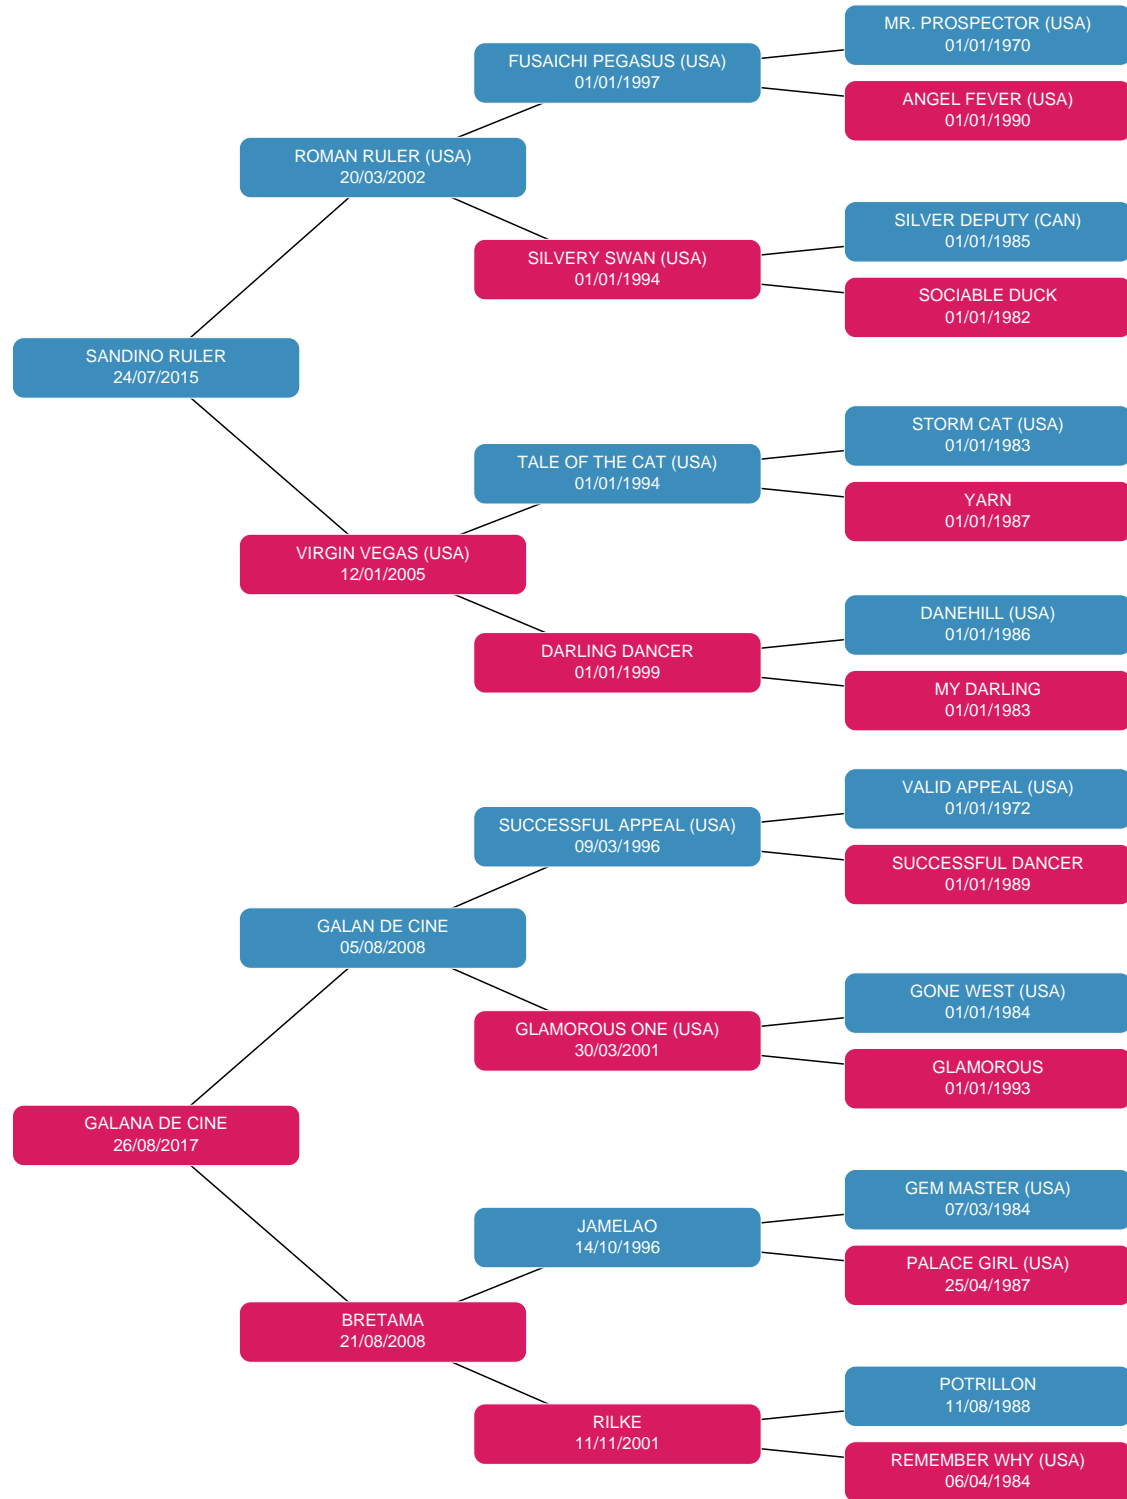 MR. PROSPECTOR (USA)
01/01/1970
FUSAICHI PEGASUS (USA)
01/01/1997
ANGEL FEVER (USA)
01/01/1990
ROMAN RULER (USA)
20/03/2002
SILVER DEPUTY (CAN)
01/01/1985
SILVERY SWAN (USA)
01/01/1994
SOCIABLE DUCK
01/01/1982
SANDINO RULER
24/07/2015
STORM CAT (USA)
01/01/1983
TALE OF THE CAT (USA)
01/01/1994
YARN
01/01/1987
VIRGIN VEGAS (USA)
12/01/2005
DANEHILL (USA)
01/01/1986
DARLING DANCER
01/01/1999
MY DARLING
01/01/1983
VALID APPEAL (USA)
01/01/1972
SUCCESSFUL APPEAL (USA)
09/03/1996
SUCCESSFUL DANCER
01/01/1989
GALAN DE CINE
05/08/2008
GONE WEST (USA)
01/01/1984
GLAMOROUS ONE (USA)
30/03/2001
GLAMOROUS
01/01/1993
GALANA DE CINE
26/08/2017
GEM MASTER (USA)
07/03/1984
JAMELAO
14/10/1996
PALACE GIRL (USA)
25/04/1987
BRETAMA
21/08/2008
POTRILLON
11/08/1988
RILKE
11/11/2001
REMEMBER WHY (USA)
06/04/1984